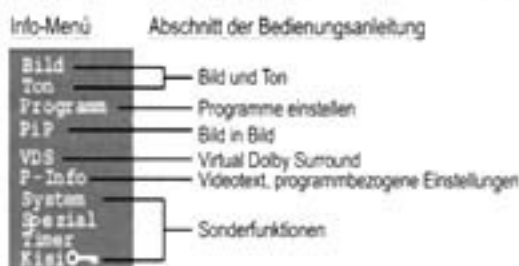 Info-Menü Abschnitt der Bedienungsanleitung
Bild
Ton
Bild und Ton
Programm Programme einstellen
PiP Bild in Bild
VDS Virtual Dolby Surround
P-Info Videotext, programmbezogene Einstellungen
System
Spezial
Sonderfunktionen
Timer
Kisi